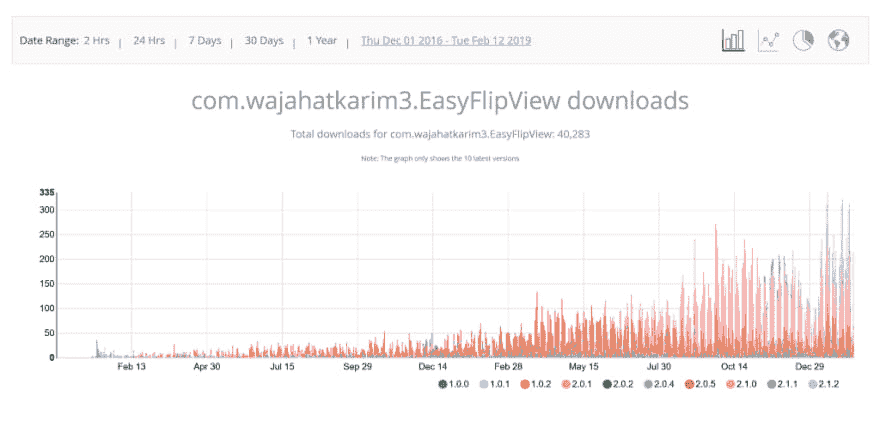 Date Range: 2 Hrs | 24 Hrs | 7 Days | 30 Days | 1 Year | Thu Dec 01 2016 - Tue Feb 12 2019
com.wajahatkarim3.EasyFlipView downloads
Total downloads for com.wajahatkarim3.EasyFlipView: 40,283
Note: The graph only shows the 10 latest versions
335
300
250
200
150
100
50
0
Feb 13 Apr 30 Jul 15 Sep 29 Dec 14 Feb 28 May 15 Jul 30 Oct 14 Dec 29
1.0.0 1.0.1 1.0.2 2.0.1 2.0.2 2.0.4 2.0.5 2.1.0 2.1.1 2.1.2